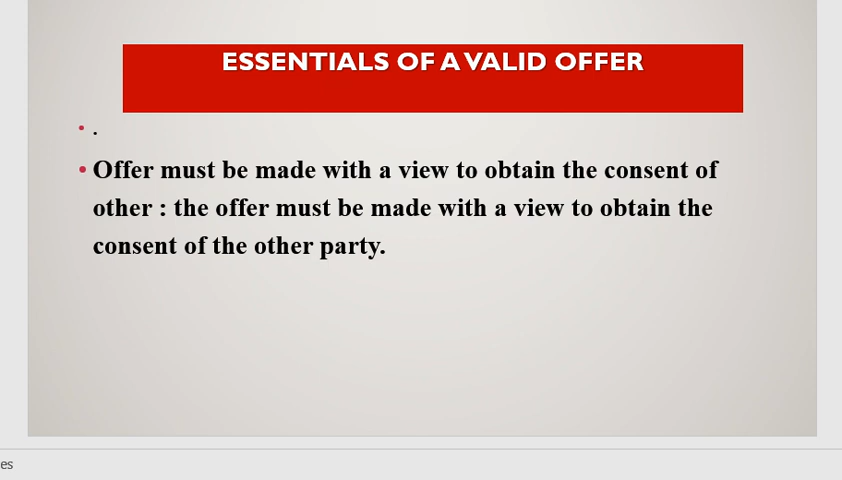 ESSENTIALS OF A VALID OFFER
• .
• Offer must be made with a view to obtain the consent of
other : the offer must be made with a view to obtain the
consent of the other party.
es